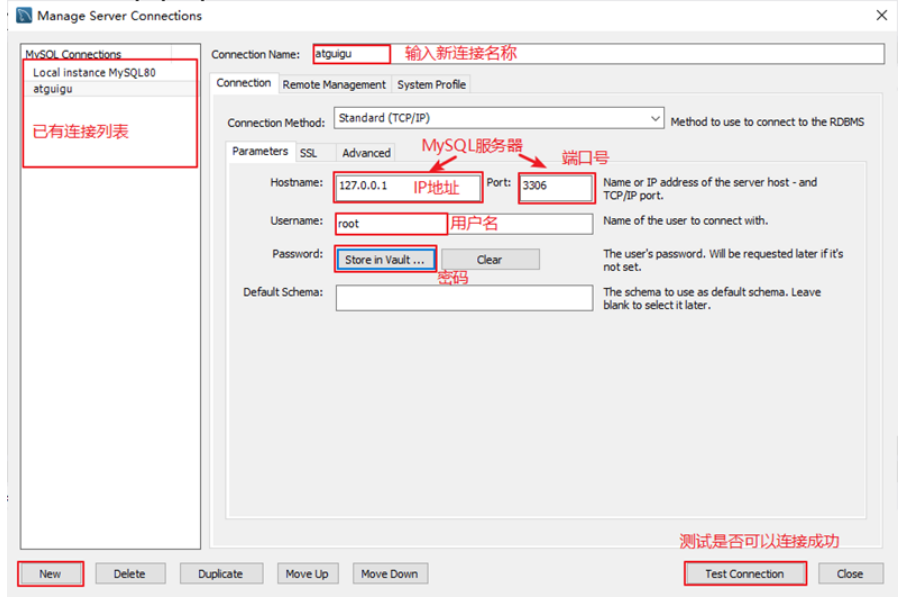 Manage Server Connections
MySQL Connections
Local instance MySQL80
atguigu
已有连接列表
Connection Name: atguigu 输入新连接名称
Connection Remote Management System Profile
Connection Method: Standard (TCP/IP) Method to use to connect to the RDBMS
Parameters SSL Advanced MySQL服务器
端口号
Hostname: 127.0.0.1 IP地址 Port: 3306 Name or IP address of the server host - and
TCP/IP port.
Username: root 用户名 Name of the user to connect with.
Password: Store in Vault ... Clear The user's password. Will be requested later if it's
not set.
密码
Default Schema: The schema to use as default schema. Leave
blank to select it later.
测试是否可以连接成功
New Delete Duplicate Move Up Move Down Test Connection Close